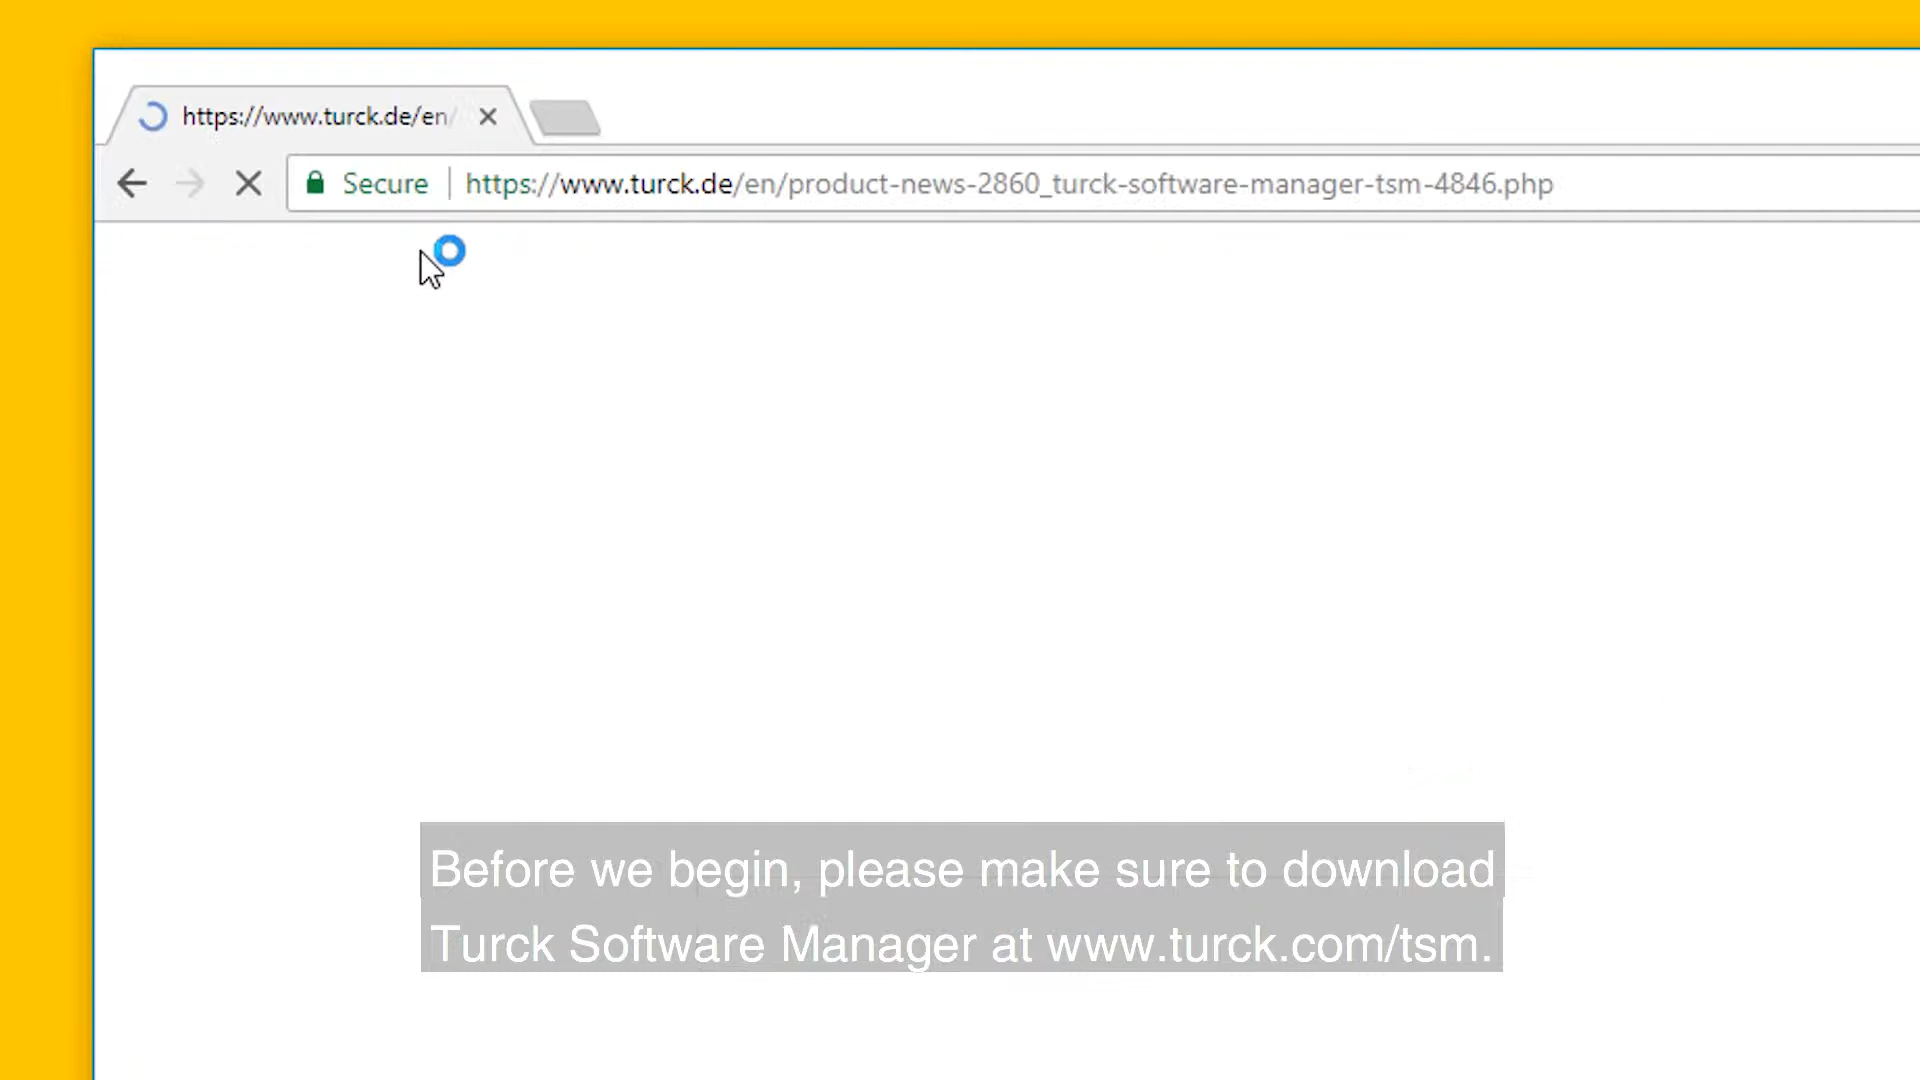 https://www.turck.de/en/
Secure https://www.turck.de/en/product-news-2860_turck-software-manager-tsm-4846.php
Before we begin, please make sure to download
Turck Software Manager at www.turck.com/tsm.